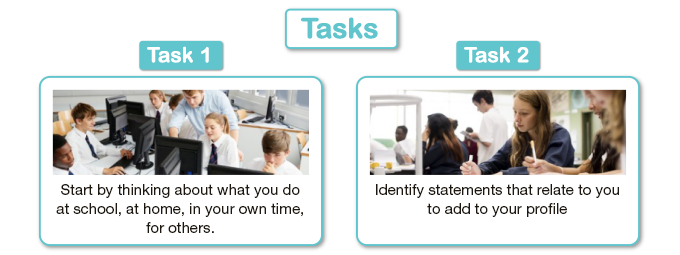 Tasks
Task 1
Start by thinking about what you do
at school, at home, in your own time,
for others.
Task 2
Identify statements that relate to you
to add to your profile